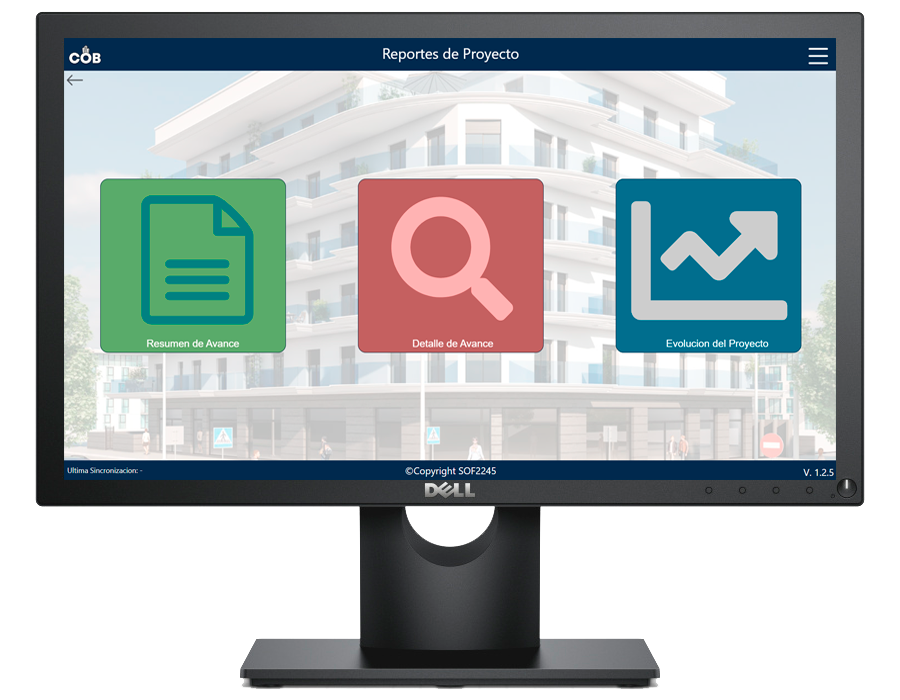 COB
Reportes de Proyecto
Resumen de Avance
Detalle de Avance
Evolucion del Proyecto
Ultima Sincronizacion: -
©Copyright SOF2245
V. 1.2.5
DELL